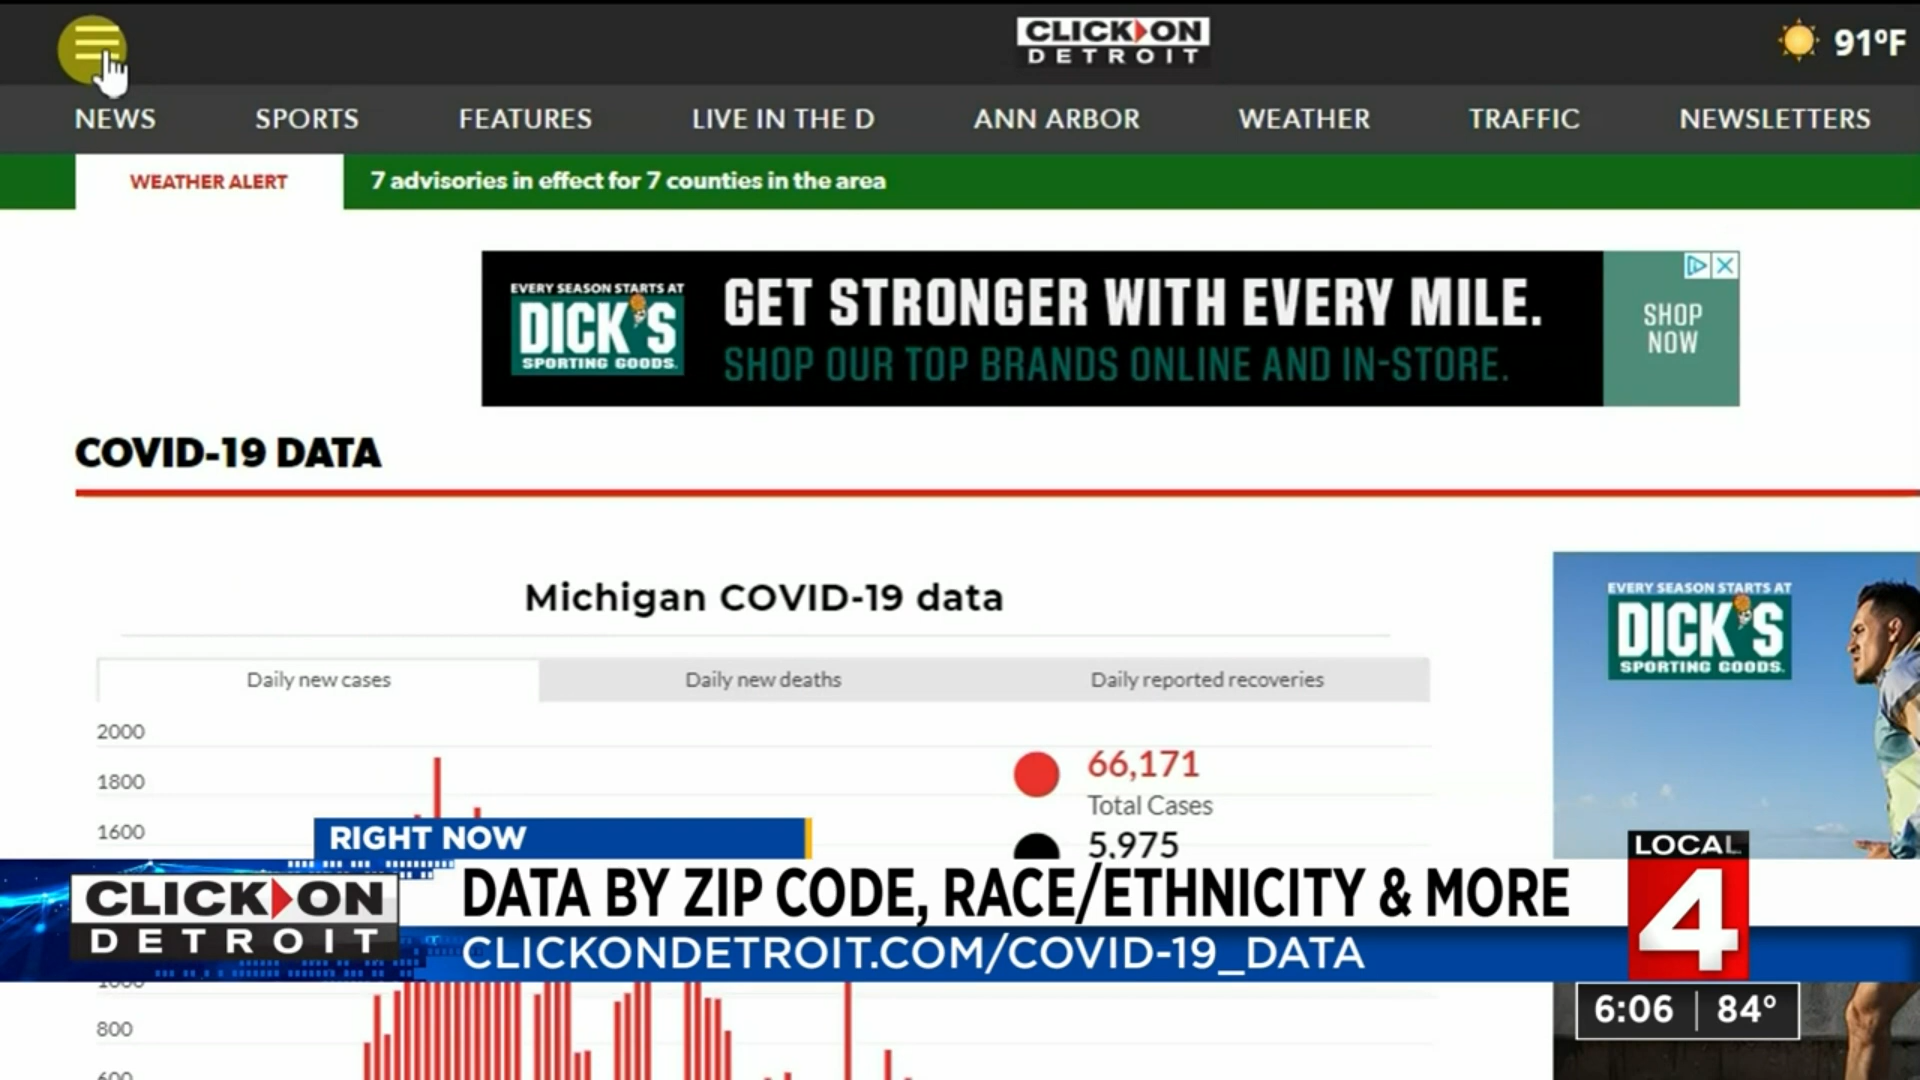 CLICK ON
DETROIT
91°F
NEWS
SPORTS
FEATURES
LIVE IN THE D
ANN ARBOR
WEATHER
TRAFFIC
NEWSLETTERS
WEATHER ALERT
7 advisories in effect for 7 counties in the area
EVERY SEASON STARTS AT
DICK'S
SPORTING GOODS.
GET STRONGER WITH EVERY MILE.
SHOP OUR TOP BRANDS ONLINE AND IN-STORE.
SHOP
NOW
COVID-19 DATA
Michigan COVID-19 data
EVERY SEASON STARTS AT
DICK'S
SPORTING GOODS.
Daily new cases
Daily new deaths
Daily reported recoveries
2000
1800
1600
66,171
Total Cases
5,975
RIGHT NOW
CLICK ON
DETROIT
DATA BY ZIP CODE, RACE/ETHNICITY & MORE
CLICKONDETROIT.COM/COVID-19_DATA
LOCAL
4
1000
800
600
6:06
84°